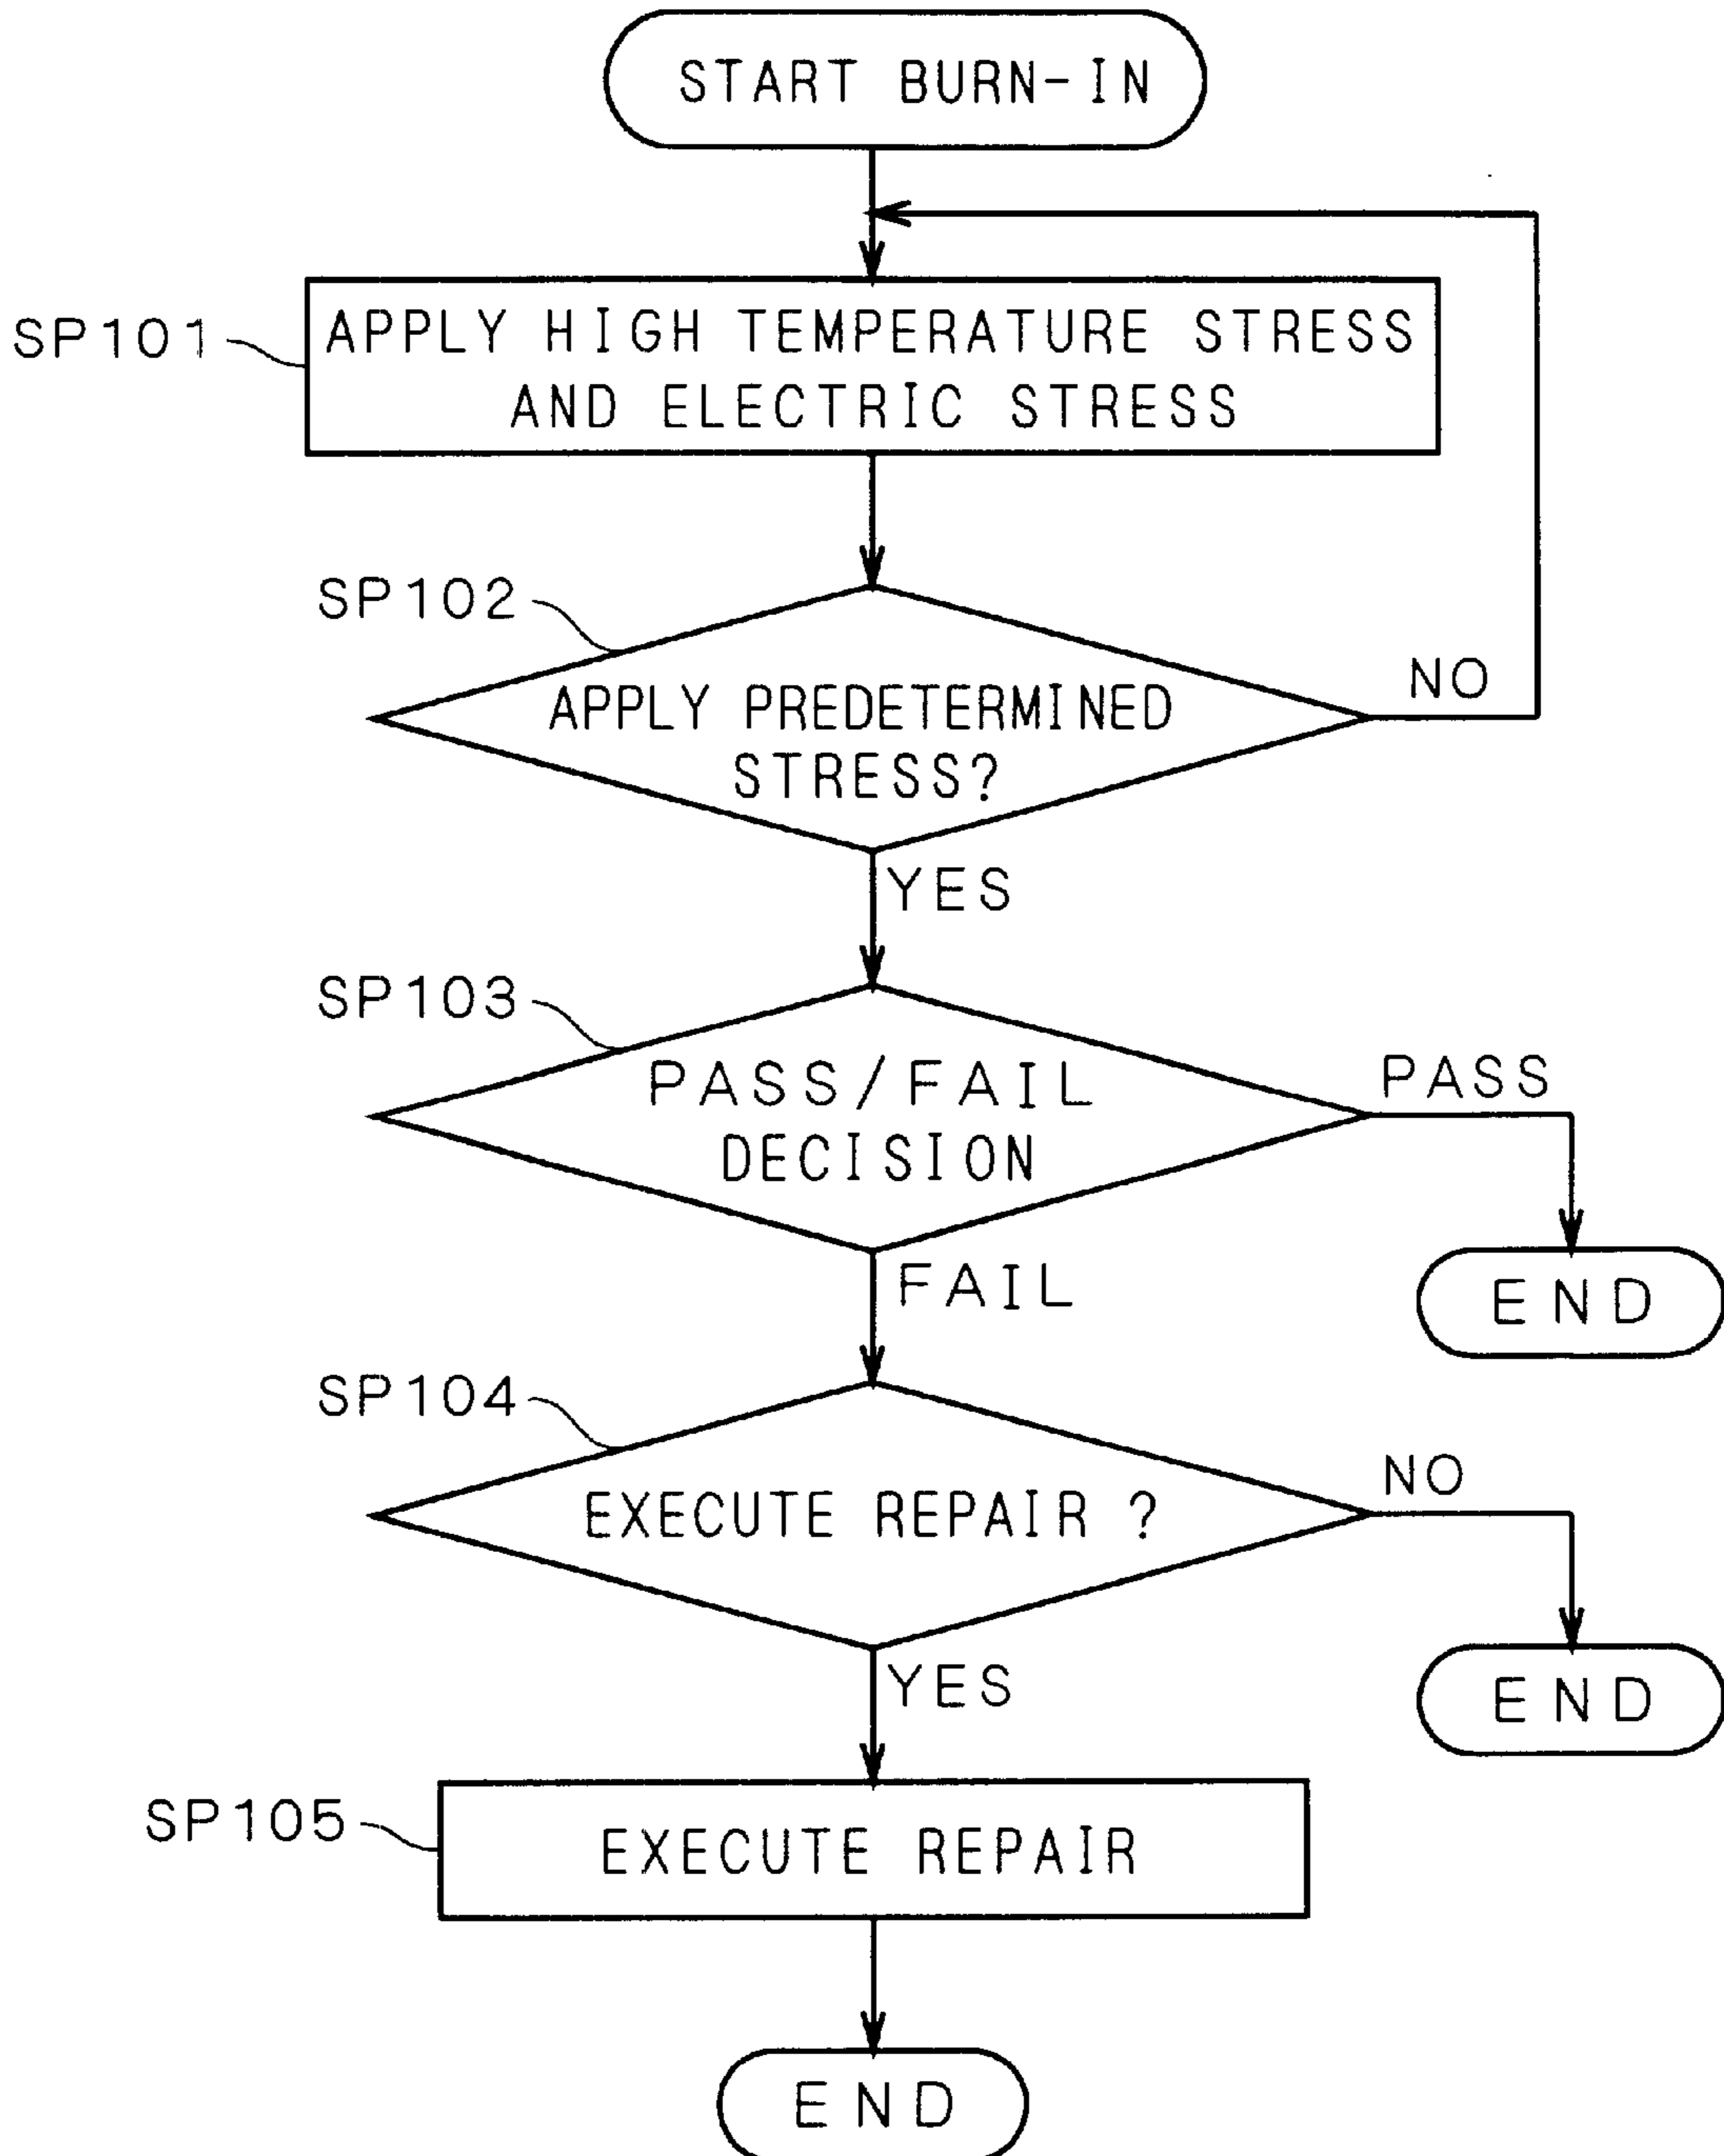 START BURN-IN
SP101
APPLY HIGH TEMPERATURE STRESS
AND ELECTRIC STRESS
SP102
APPLY PREDETERMINED
STRESS?
NO
YES
SP103
PASS/FAIL
DECISION
PASS
END
FAIL
SP104
EXECUTE REPAIR ?
NO
END
YES
SP105
EXECUTE REPAIR
END